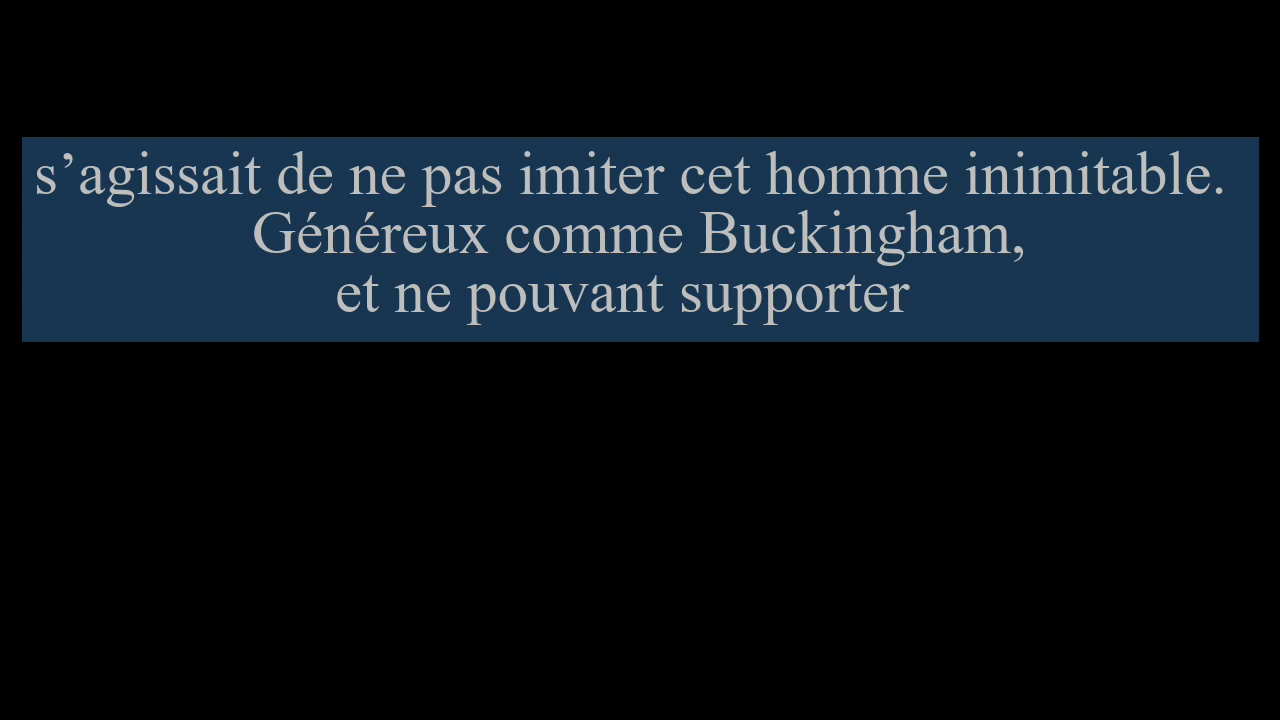 s’agissait de ne pas imiter cet homme inimitable.
Généreux comme Buckingham,
et ne pouvant supporter